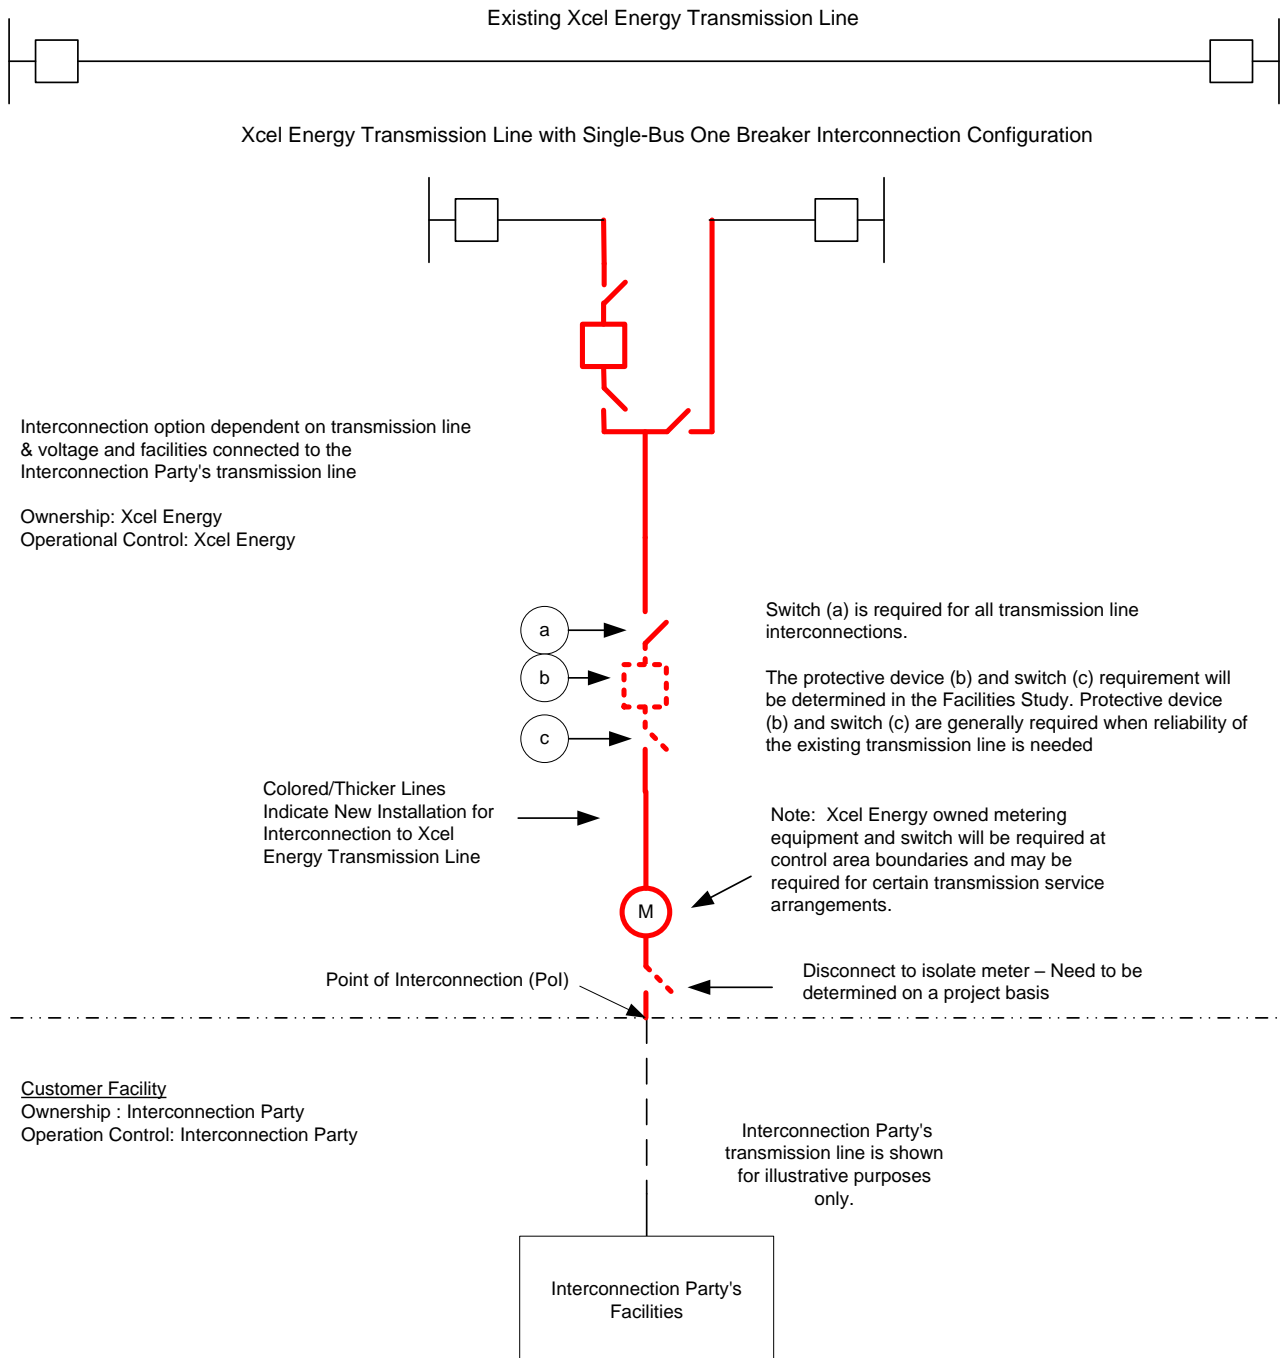 Existing Xcel Energy Transmission Line
Xcel Energy Transmission Line with Single-Bus One Breaker Interconnection Configuration
Interconnection option dependent on transmission line
& voltage and facilities connected to the
Interconnection Party's transmission line
Ownership: Xcel Energy
Operational Control: Xcel Energy
a
b
c
Switch (a) is required for all transmission line
interconnections.
The protective device (b) and switch (c) requirement will
be determined in the Facilities Study. Protective device
(b) and switch (c) are generally required when reliability of
the existing transmission line is needed
Colored/Thicker Lines
Indicate New Installation for
Interconnection to Xcel
Energy Transmission Line
Note:  Xcel Energy owned metering
equipment and switch will be required at
control area boundaries and may be
required for certain transmission service
arrangements.
M
Point of Interconnection (PoI)
Disconnect to isolate meter – Need to be
determined on a project basis
Customer Facility
Ownership : Interconnection Party
Operation Control: Interconnection Party
Interconnection Party's
transmission line is shown
for illustrative purposes
only.
Interconnection Party's
Facilities